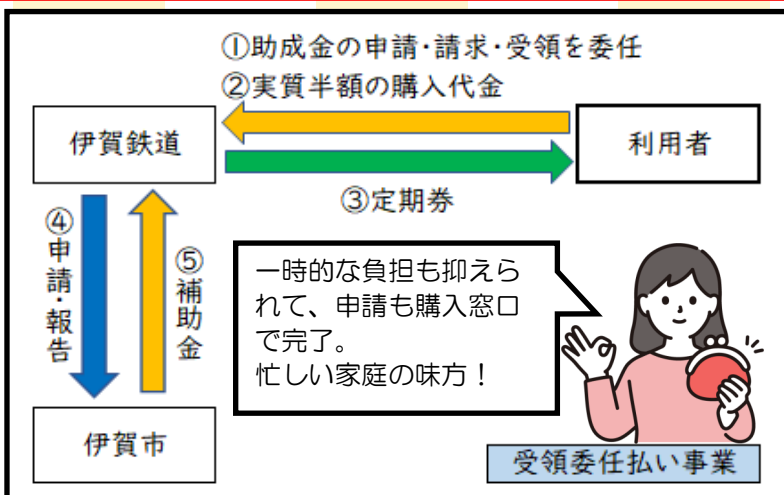 ①助成金の申請・請求・受領を委任
②実質半額の購入代金
伊賀鉄道
利用者
③定期券
④申請・報告
⑤補助金
一時的な負担も抑えら
れて、申請も購入窓口
で完了。
忙しい家庭の味方！
伊賀市
受領委任払い事業